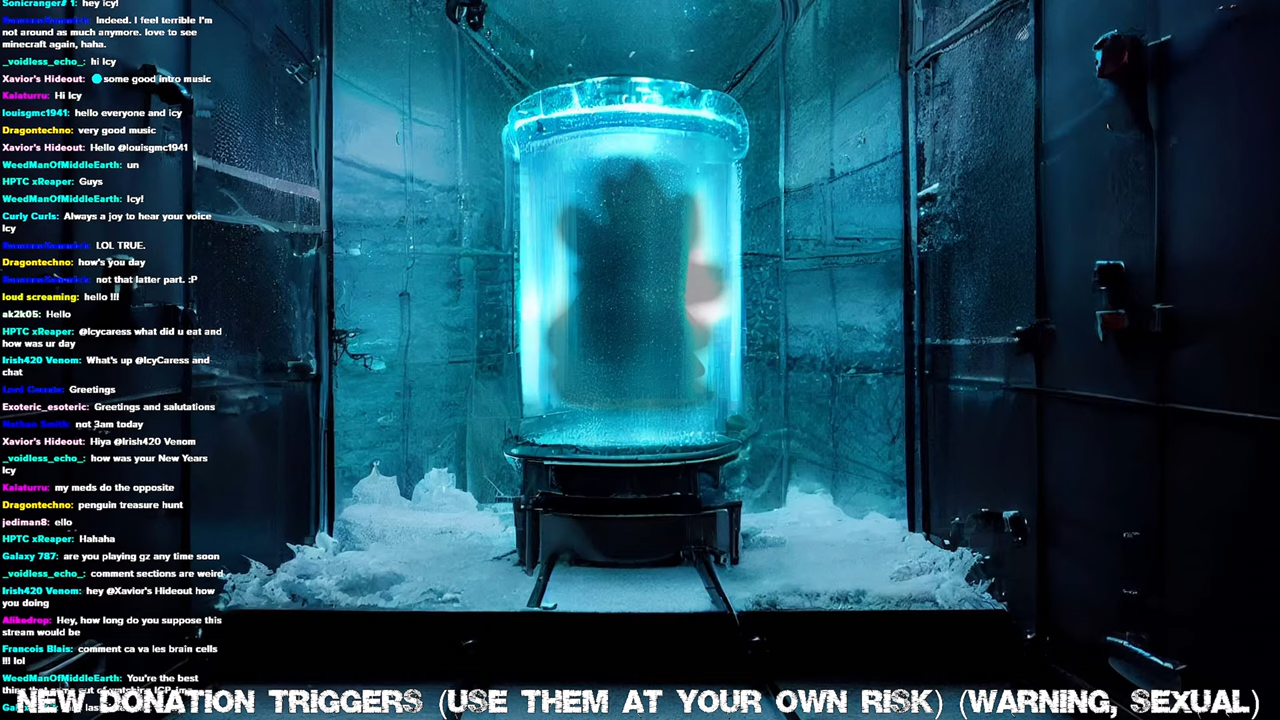 Sonicranger# 1: hey icy!
Indeed. I feel terrible I'm
not around as much anymore. love to see
minecraft again, haha.
_voidless_echo_: hi Icy
Xavior's Hideout: some good intro music
Kalaturru: Hi Icy
louisgmc1941: hello everyone and icy
Dragontechno: very good music
Xavior's Hideout: Hello @louisgmc1941
WeedManOfMiddleEarth: un
HPTC xReaper: Guys
WeedManOfMiddleEarth: Icy!
Curly Curls: Always a joy to hear your voice
Icy
LOL TRUE.
Dragontechno: how's you day
not that latter part. :P
loud screaming: hello !!!
ak2k05: Hello
HPTC xReaper: @Icycaress what did u eat and
how was ur day
Irish420 Venom: What's up @IcyCaress and
chat
Greetings
Exoteric_esoteric: Greetings and salutations
Nathan Smith: not 3am today
Xavior's Hideout: Hiya @Irish420 Venom
_voidless_echo_: how was your New Years
Icy
Kalaturru: my meds do the opposite
Dragontechno: penguin treasure hunt
jediman8: ello
HPTC xReaper: Hahaha
Galaxy 787: are you playing gz any time soon
_voidless_echo_: comment sections are weird
Irish420 Venom: hey @Xavior's Hideout how
you doing
Alikedrop: Hey, how long do you suppose this
stream would be
Francois Blais: comment ca va les brain cells
!!! lol
WeedManOfMiddleEarth: You're the best
NEW DONATION TRIGGERS (USE THEM AT YOUR OWN RISK) (WARNING, SEXUAL)